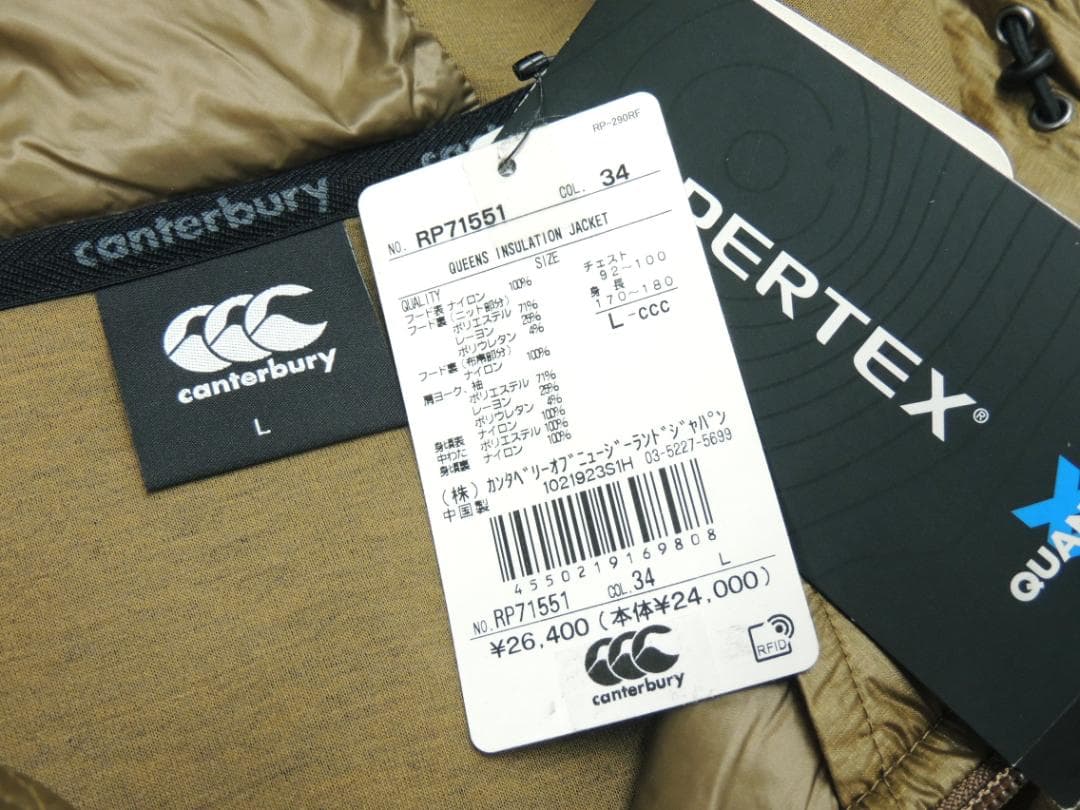 canterbury
canterbury
L
RP-290RF
NO. RP71551 COL. 34
QUEENS INSULATION JACKET
QUALITY
フード表 ナイロン 100%
フード裏(ニット部分)
ポリエステル 71%
レーヨン 25%
ポリウレタン 4%
フード裏(布帛部分)
ナイロン 100%
肩ヨーク、袖
ポリエステル 71%
レーヨン 25%
ポリウレタン 4%
身頃表 ナイロン 100%
中わた ポリエステル 100%
身頃裏 ナイロン 100%
SIZE
チェスト
92~100
身長
170~180
L-CCC
(株)カンタベリーオブニュージーランドジャパン
中国製 1021923S1H 03-5227-5699
4550219169808
NO. RP71551 COL. 34 L
¥26,400(本体¥24,000)
canterbury
RFID
PERTEX®